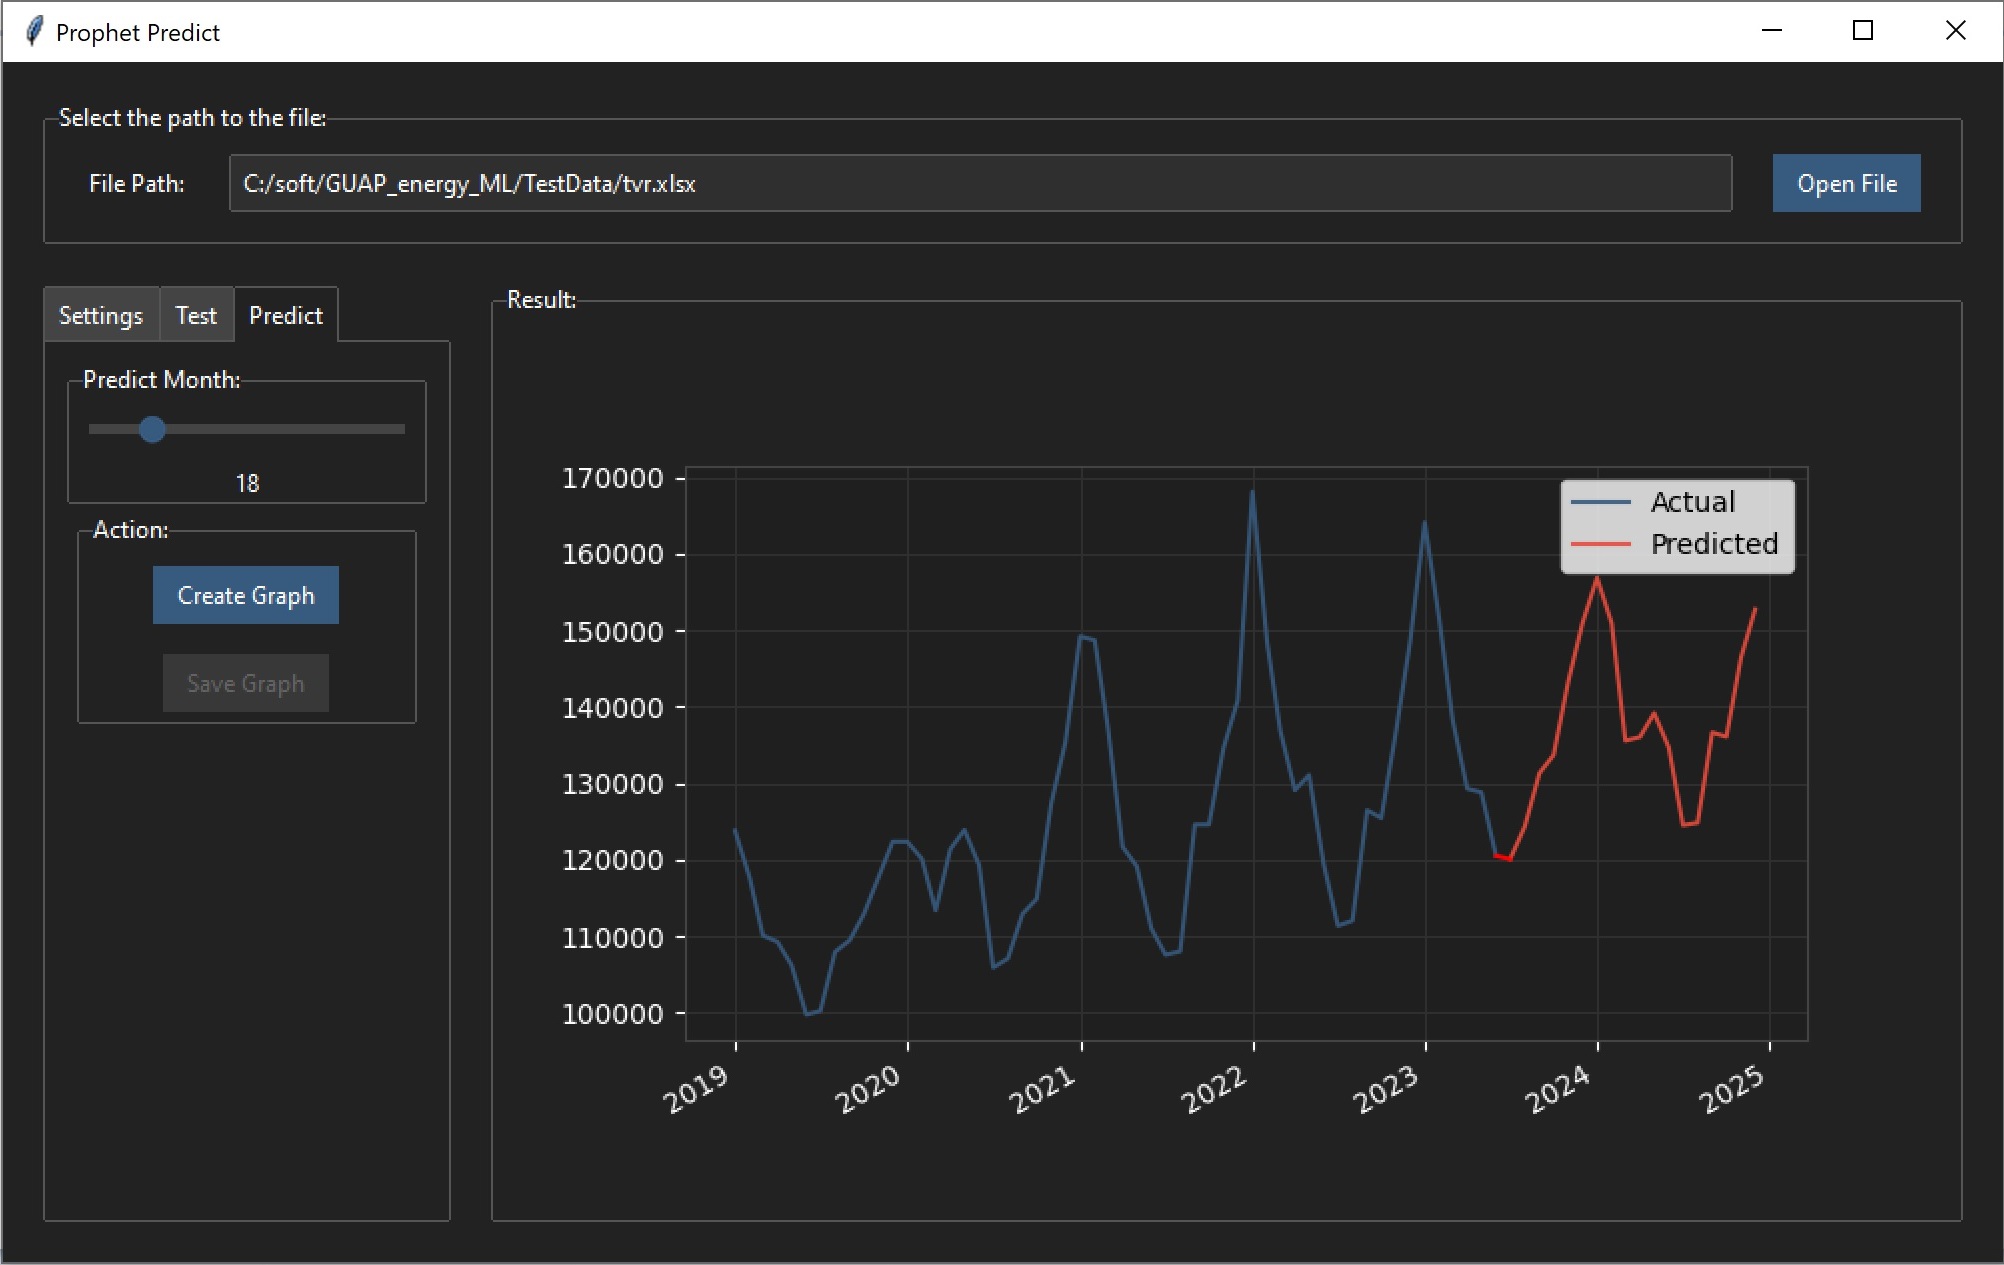 Prophet Predict
Select the path to the file:
File Path:
C:/soft/GUAP_energy_ML/TestData/tvr.xlsx
Open File
Settings
Test
Predict
Predict Month:
18
Action:
Create Graph
Save Graph
Result:
170000
160000
150000
140000
130000
120000
110000
100000
2019
2020
2021
2022
2023
2024
2025
Actual
Predicted